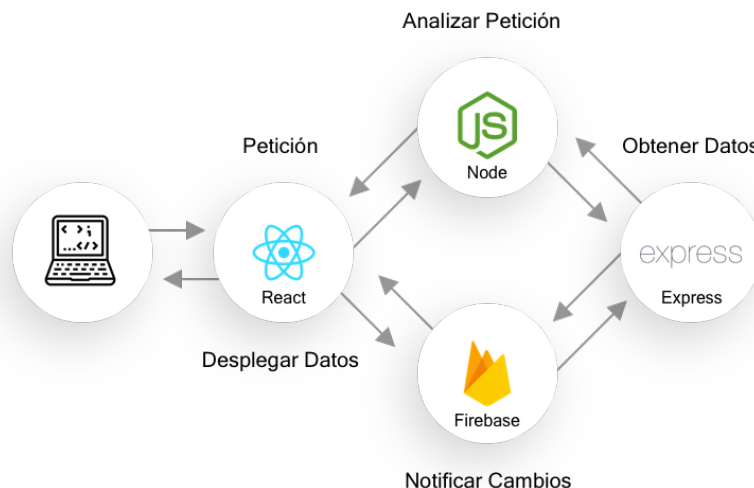 Analizar Petición
JS
Node
Petición
Obtener Datos
< > ;
...</>
express
React
Express
Desplegar Datos
Firebase
Notificar Cambios